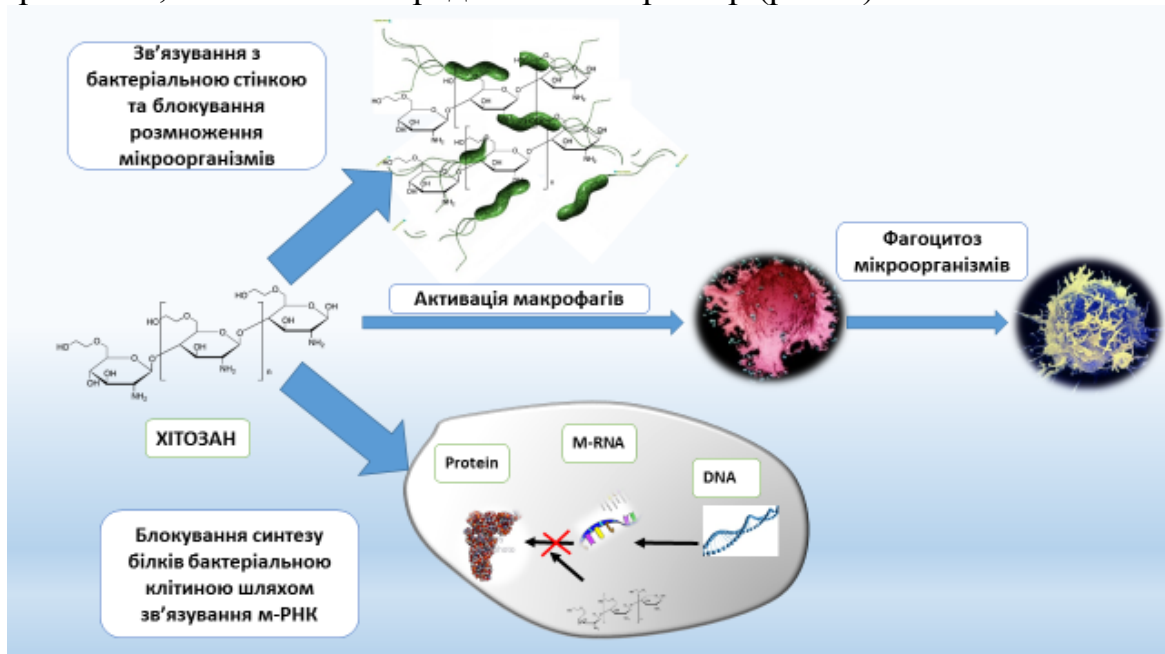 Зв’язування з
бактеріальною стінкою
та блокування
розмноження
мікроорганізмів
Фагоцитоз
мікроорганізмів
Активація макрофагів
ХІТОЗАН
Protein
M-RNA
DNA
Блокування синтезу
білків бактеріальною
клітиною шляхом
зв’язування м-РНК